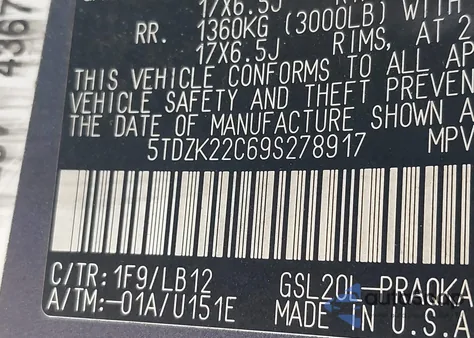 17X6.5J RIMS
RR. 1360KG (3000LB) WITH
17X6.5J RIMS, AT 2
THIS VEHICLE CONFORMS TO ALL AP
VEHICLE SAFETY AND THEFT PREVEN
THE DATE OF MANUFACTURE SHOWN A
5TDZK22C69S278917 MPV
C/TR: 1F9/LB12 GSL20L-PRAQKA
A/TM:-01A/U151E MADE IN U.S.A
4367